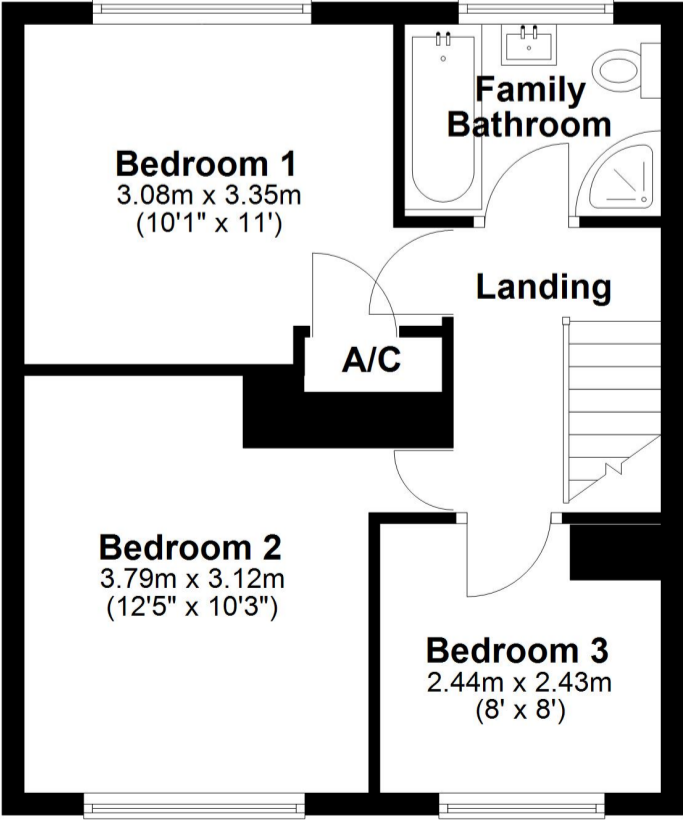 Family
Bathroom
Bedroom 1
3.08m x 3.35m
(10'1" x 11')
Landing
A/C
Bedroom 2
3.79m x 3.12m
(12'5" x 10'3")
Bedroom 3
2.44m x 2.43m
(8' x 8')